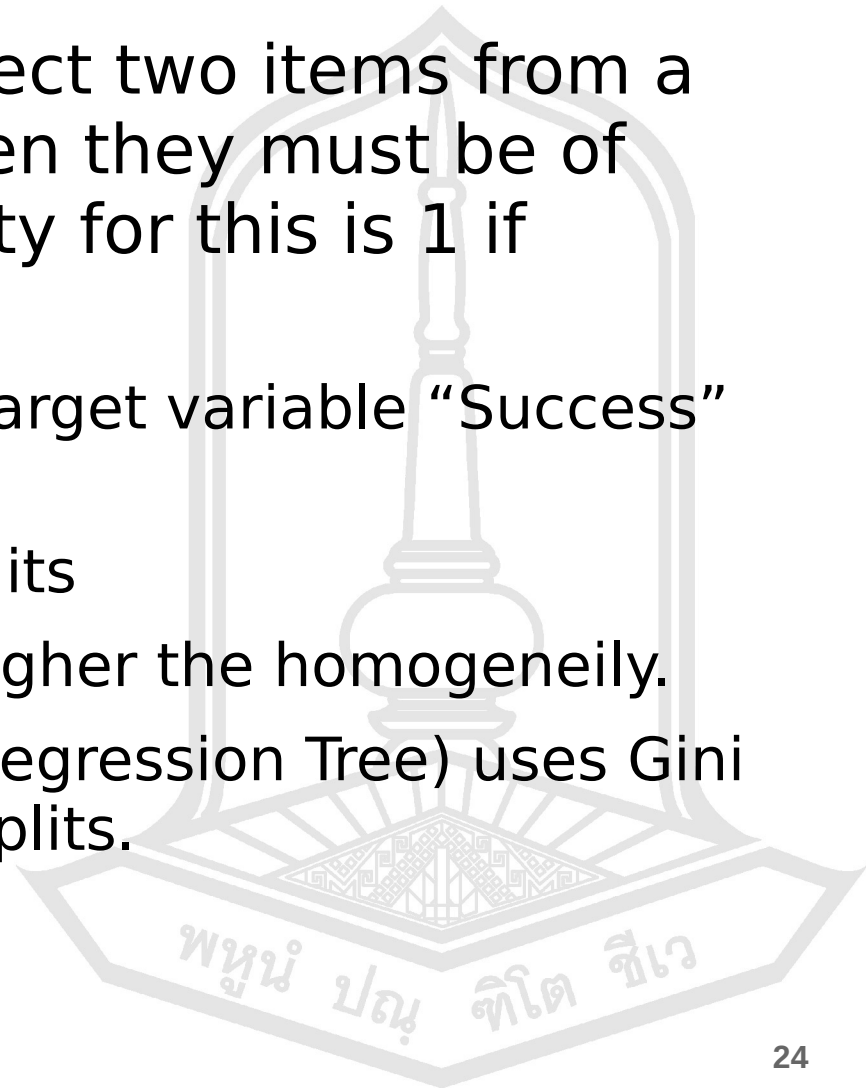 ect two items from a
en they must be of
ty for this is 1 if
arget variable “Success”
its
gher the homogeneily.
egression Tree) uses Gini
plits.
พหูนํ ปณฺฑิโต ชีเว
24